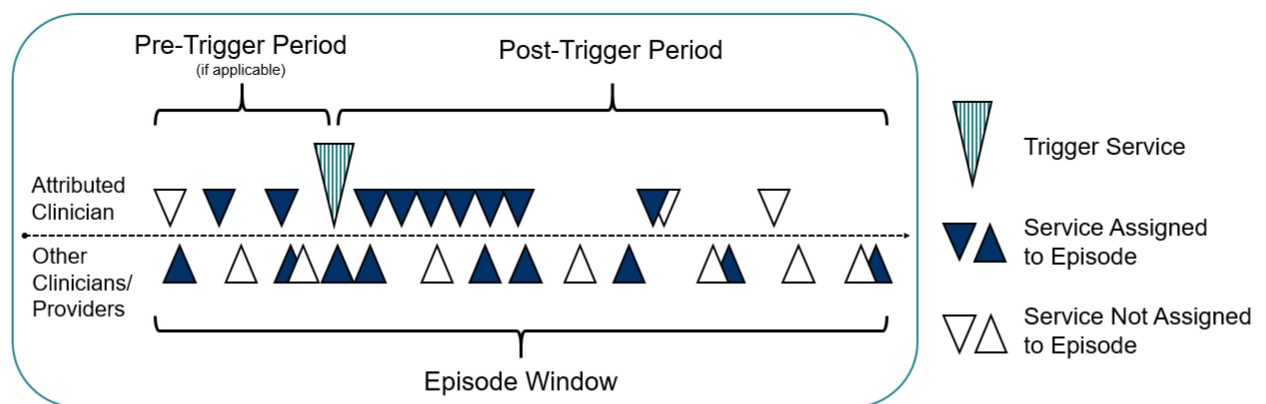 Pre-Trigger Period
(if applicable)
Post-Trigger Period
Attributed
Clinician
Other
Clinicians/
Providers
Episode Window
Trigger Service
Service Assigned
to Episode
Service Not Assigned
to Episode